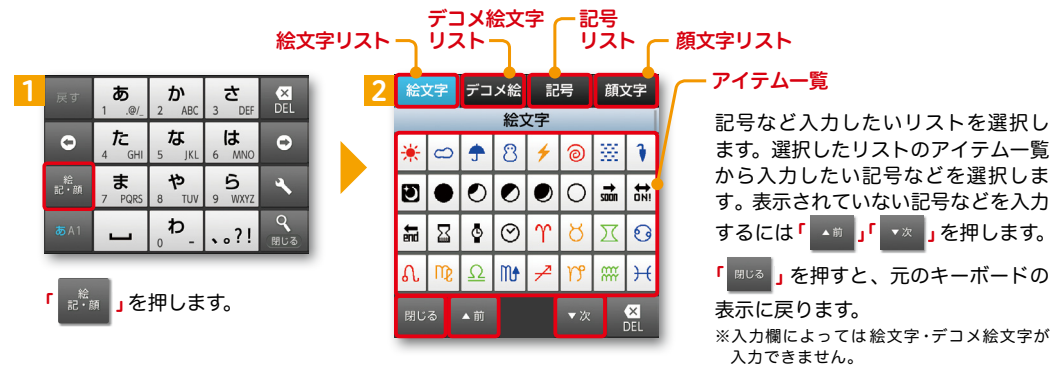 デコメ絵文字
リスト
記号
リスト
絵文字リスト
顔文字リスト
アイテム一覧
1
戻す
あ
1 .@/_
か
2 ABC
さ
3 DEF
DEL
た
4 GHI
な
5 JKL
は
6 MNO
絵
記・顔
ま
7 PQRS
や
8 TUV
ら
9 WXYZ
あA1
わ
0 -
、。?!
閉じる
「絵
記・顔」を押します。
2
絵文字
デコメ絵
記号
顔文字
絵文字
soon
ON!
end
閉じる
▲前
▼次
DEL
記号など入力したいリストを選択し
ます。選択したリストのアイテム一覧
から入力したい記号などを選択しま
す。表示されていない記号などを入力
するには「▲前」「▼次」を押します。
「閉じる」を押すと、元のキーボードの
表示に戻ります。
※入力欄によっては絵文字・デコメ絵文字が
入力できません。